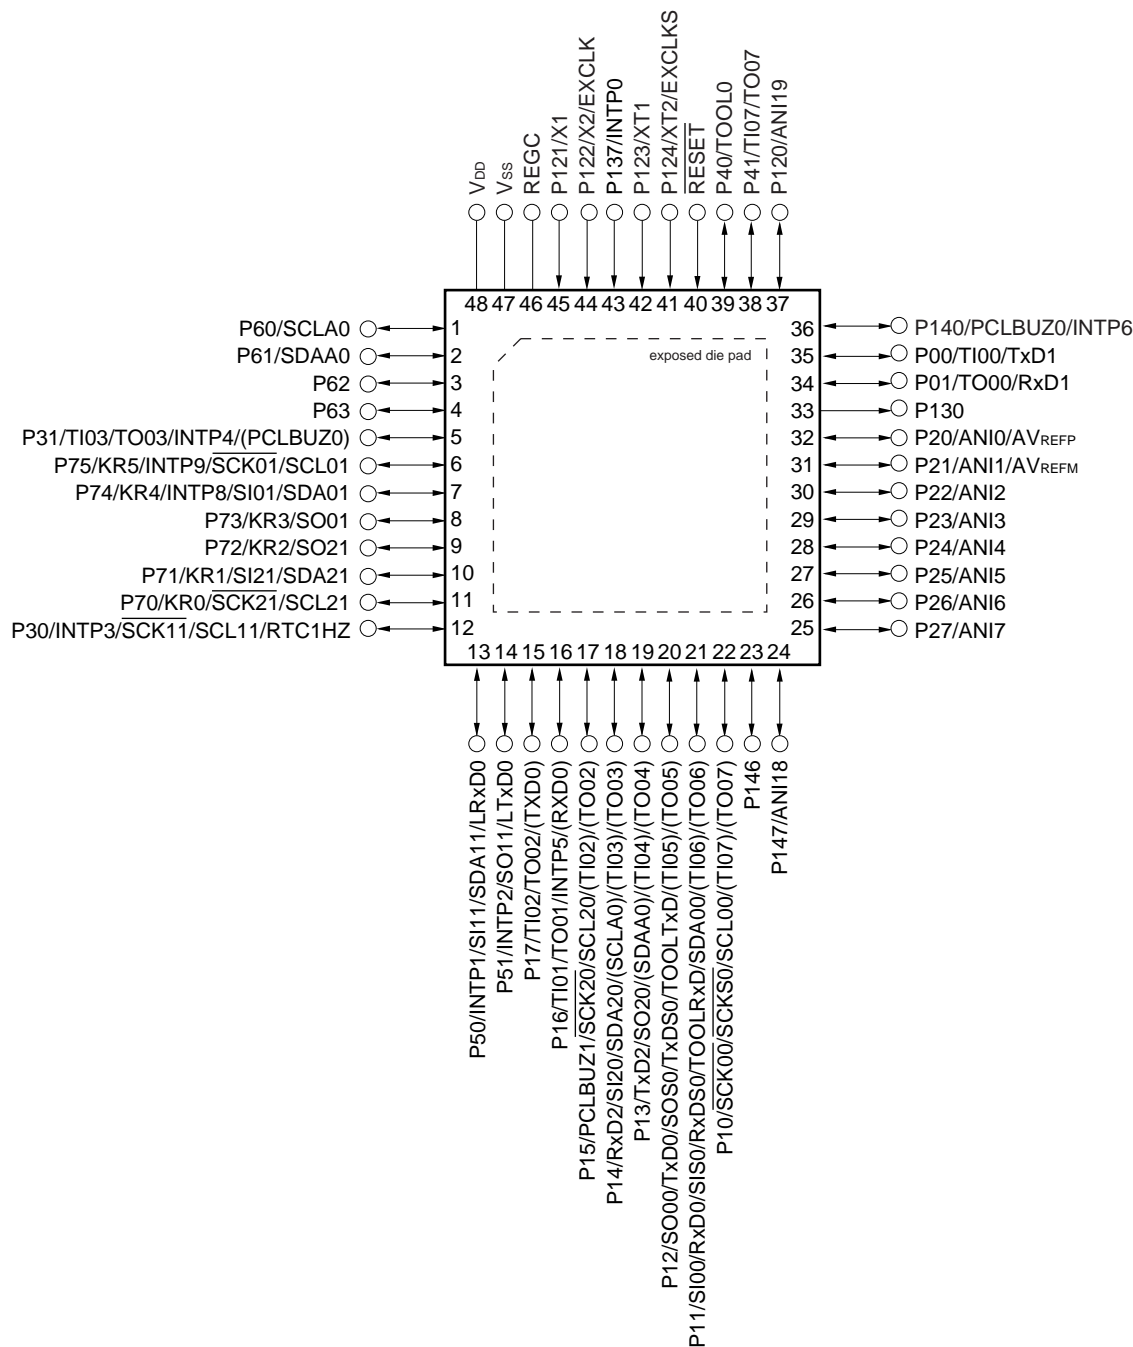 VDD
VSS
REGC
P121/X1
P122/X2/EXCLK
P137/INTP0
P123/XT1
P124/XT2/EXCLKS
RESET
P40/TOOL0
P41/TI07/TO07
P120/ANI19
48 47 46 45 44 43 42 41 40 39 38 37
P60/SCLA0 1
P61/SDAA0 2
P62 3
P63 4
P31/TI03/TO03/INTP4/(PCLBUZ0) 5
P75/KR5/INTP9/SCK01/SCL01 6
P74/KR4/INTP8/SI01/SDA01 7
P73/KR3/SO01 8
P72/KR2/SO21 9
P71/KR1/SI21/SDA21 10
P70/KR0/SCK21/SCL21 11
P30/INTP3/SCK11/SCL11/RTC1HZ 12
exposed die pad
36 P140/PCLBUZ0/INTP6
35 P00/TI00/TxD1
34 P01/TO00/RxD1
33 P130
32 P20/ANI0/AVREFP
31 P21/ANI1/AVREFM
30 P22/ANI2
29 P23/ANI3
28 P24/ANI4
27 P25/ANI5
26 P26/ANI6
25 P27/ANI7
13 14 15 16 17 18 19 20 21 22 23 24
P50/INTP1/SI11/SDA11/LRxD0
P51/INTP2/SO11/LTxD0
P17/TI02/TO02/(TXD0)
P16/TI01/TO01/INTP5/(RXD0)
P15/PCLBUZ1/SCK20/SCL20/(TI02)/(TO02)
P14/RxD2/SI20/SDA20/(SCLA0)/(TI03)/(TO03)
P13/TxD2/SO20/(SDAA0)/(TI04)/(TO04)
P12/SO00/TxD0/SOS0/TxDS0/TOOLTxD/(TI05)/(TO05)
P11/SI00/RxD0/SIS0/RxDS0/TOOLRxD/SDA00/(TI06)/(TO06)
P10/SCK00/SCKS0/SCL00/(TI07)/(TO07)
P146
P147/ANI18